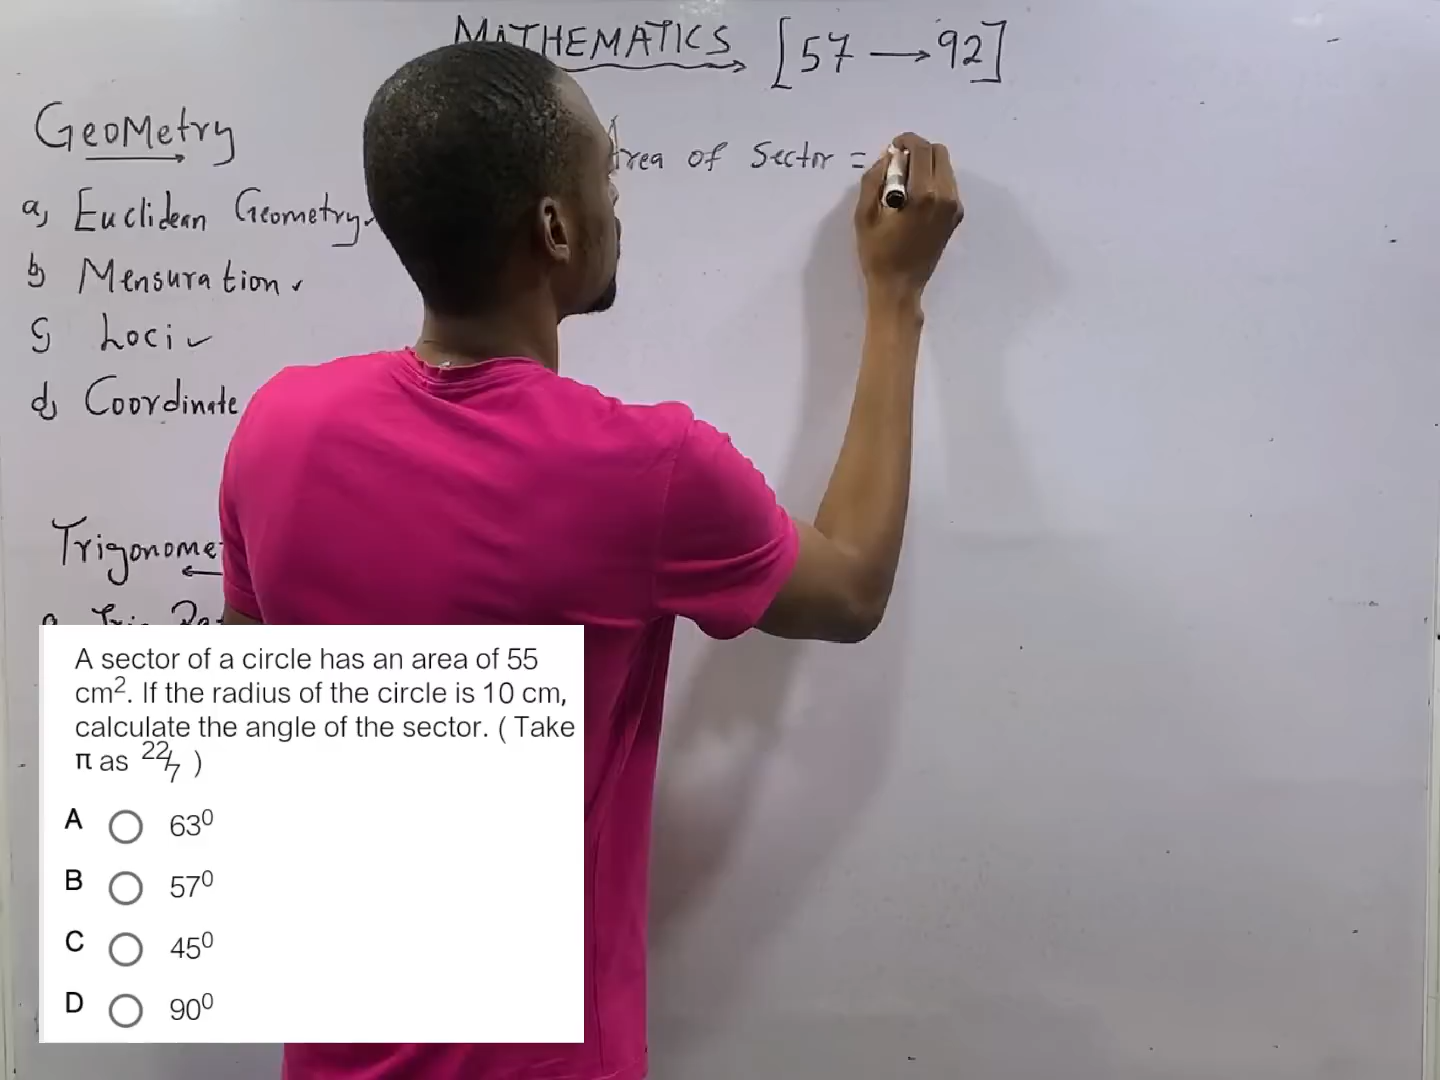 MATHEMATICS [57 → 92]
Geometry
a, Euclidean Geometry
b, Mensuration
c, Loci
d, Coordinate
Area of Sector =
A sector of a circle has an area of 55
cm². If the radius of the circle is 10 cm,
calculate the angle of the sector. ( Take
π as 22/7 )
A 63⁰
B 57⁰
C 45⁰
D 90⁰